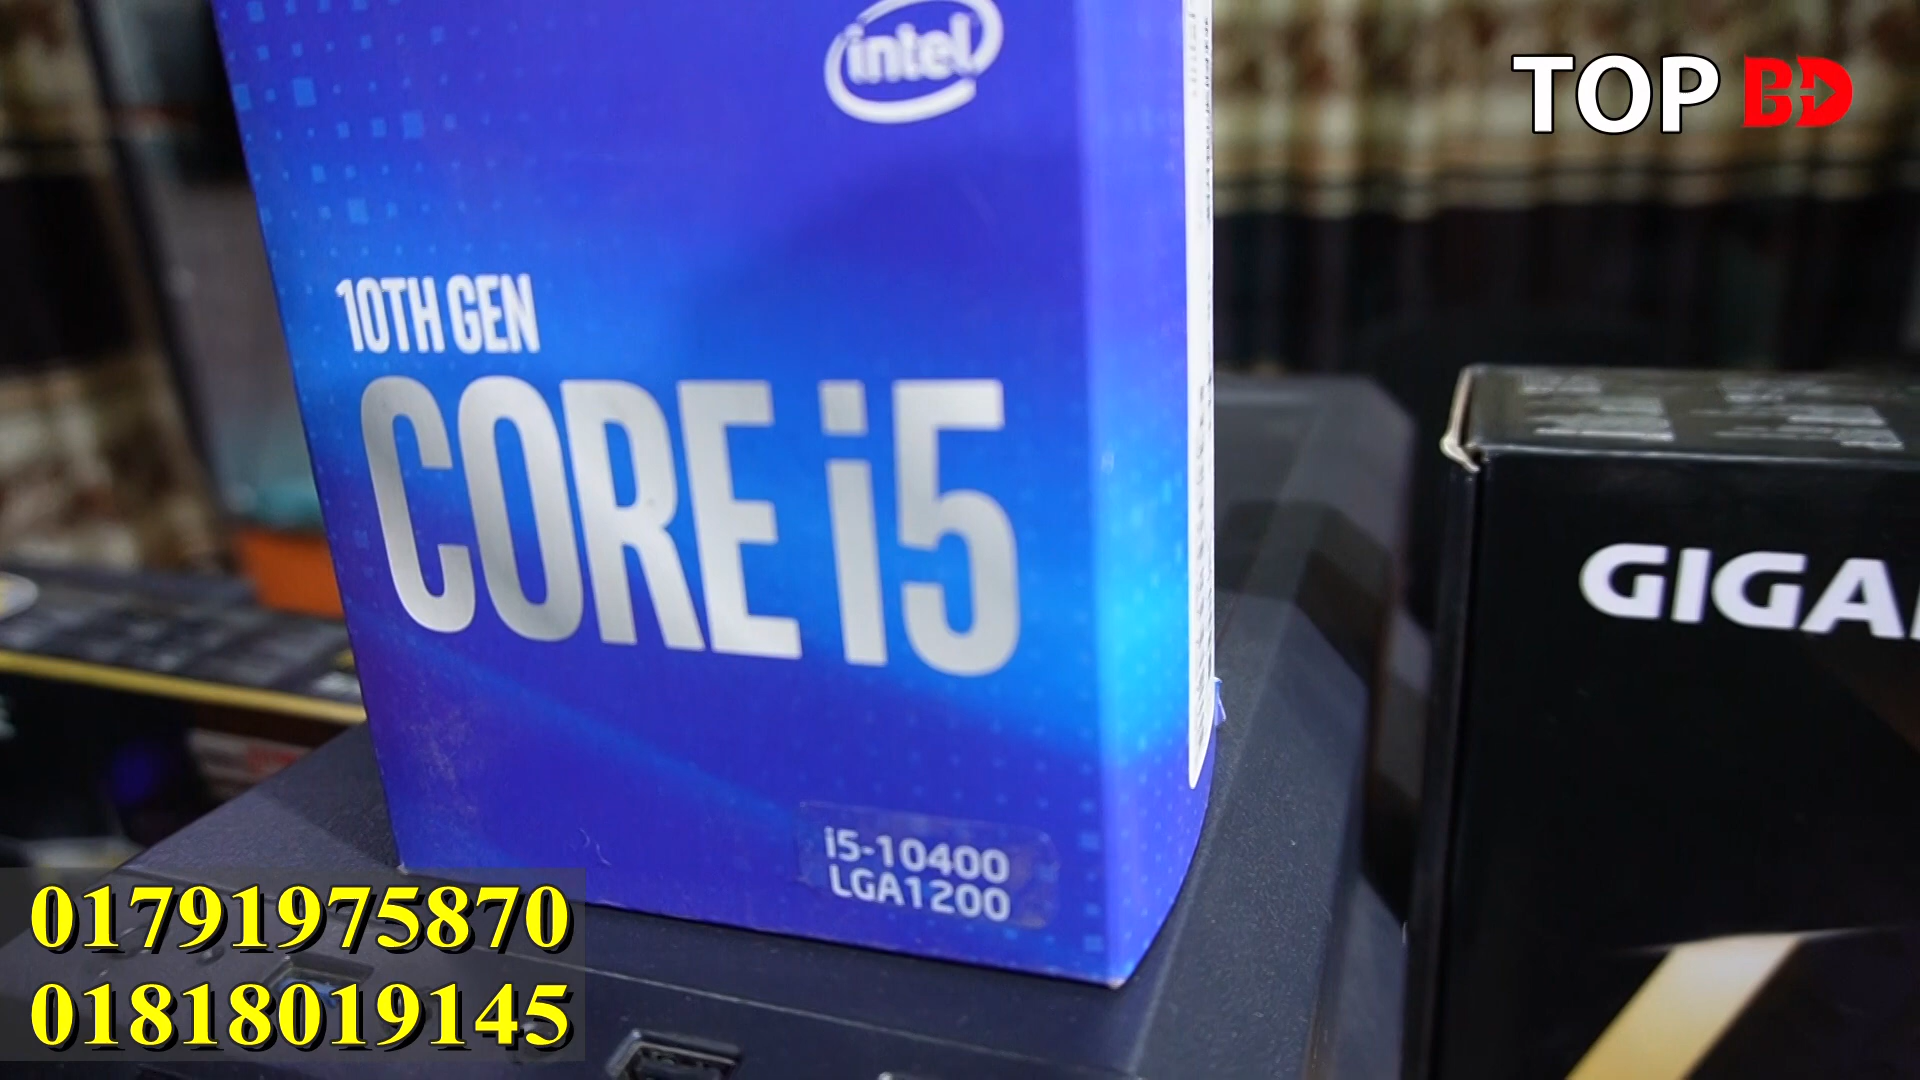 intel
TOP BD
10TH GEN
CORE i5
GIGA
i5-10400
LGA1200
01791975870
01818019145